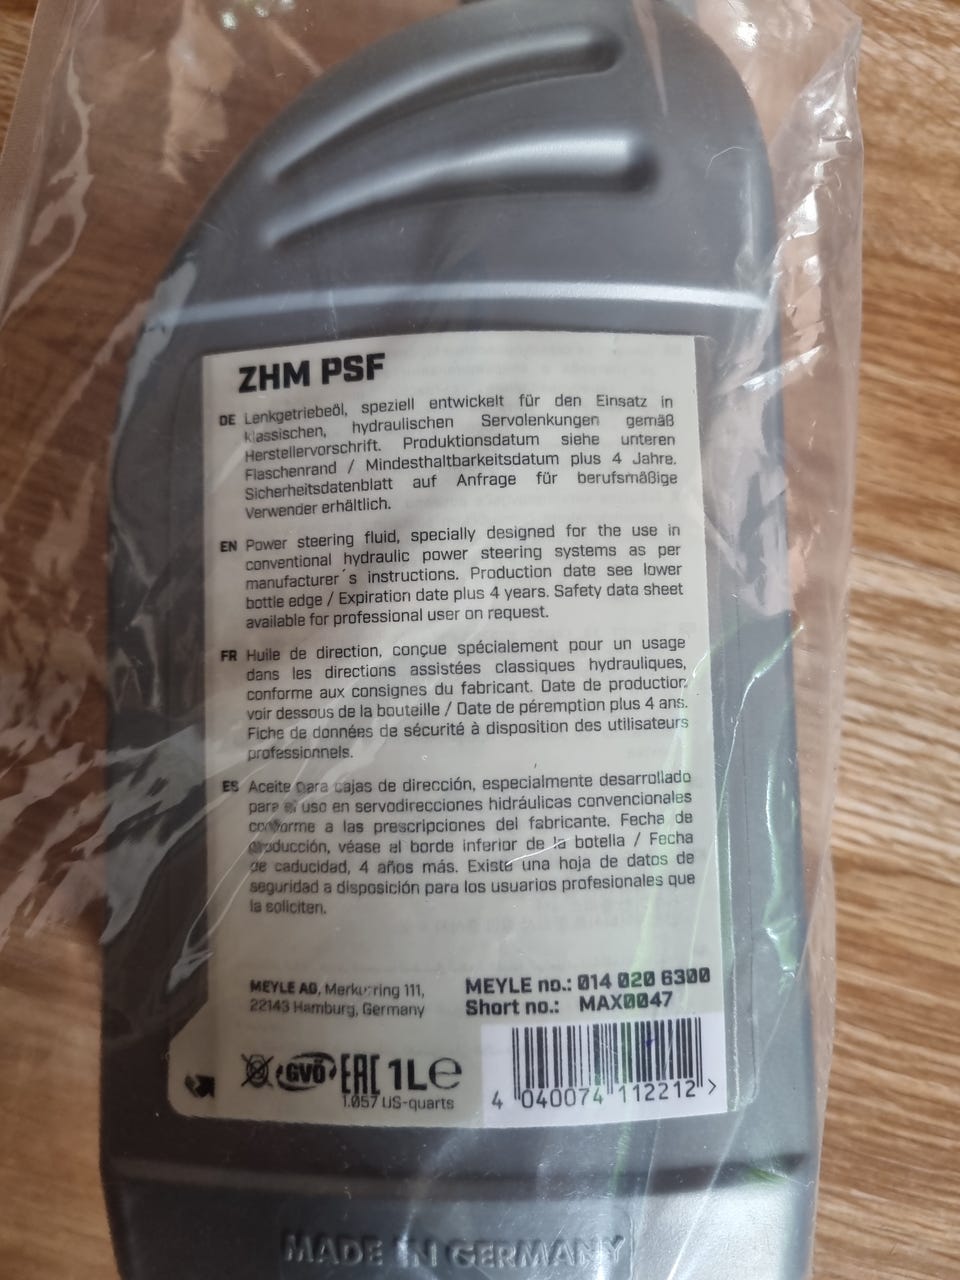 ZHM PSF
DE Lenkgetriebeöl, speziell entwickelt für den Einsatz in
klassischen, hydraulischen Servolenkungen gemäß
Herstellervorschrift. Produktionsdatum siehe unteren
Flaschenrand / Mindesthaltbarkeitsdatum plus 4 Jahre.
Sicherheitsdatenblatt auf Anfrage für berufsmäßige
Verwender erhältlich.
EN Power steering fluid, specially designed for the use in
conventional hydraulic power steering systems as per
manufacturer´s instructions. Production date see lower
bottle edge / Expiration date plus 4 years. Safety data sheet
available for professional user on request.
FR Huile de direction, conçue spécialement pour un usage
dans les directions assistées classiques hydrauliques,
conforme aux consignes du fabricant. Date de production
voir dessous de la bouteille / Date de péremption plus 4 ans.
Fiche de données de sécurité à disposition des utilisateurs
professionnels.
ES Aceite para cajas de dirección, especialmente desarrollado
para el uso en servodirecciones hidráulicas convencionales
conforme a las prescripciones del fabricante. Fecha de
producción, véase al borde inferior de la botella / Fecha
de caducidad, 4 años más. Existe una hoja de datos de
seguridad a disposición para los usuarios profesionales que
la soliciten.
MEYLE AG, Merkurring 111,
22143 Hamburg, Germany
MEYLE no.: 014 020 6300
Short no.: MAX0047
GVÖ EAC 1L e
1.057 US-quarts
4 040074 112212 >
MADE IN GERMANY